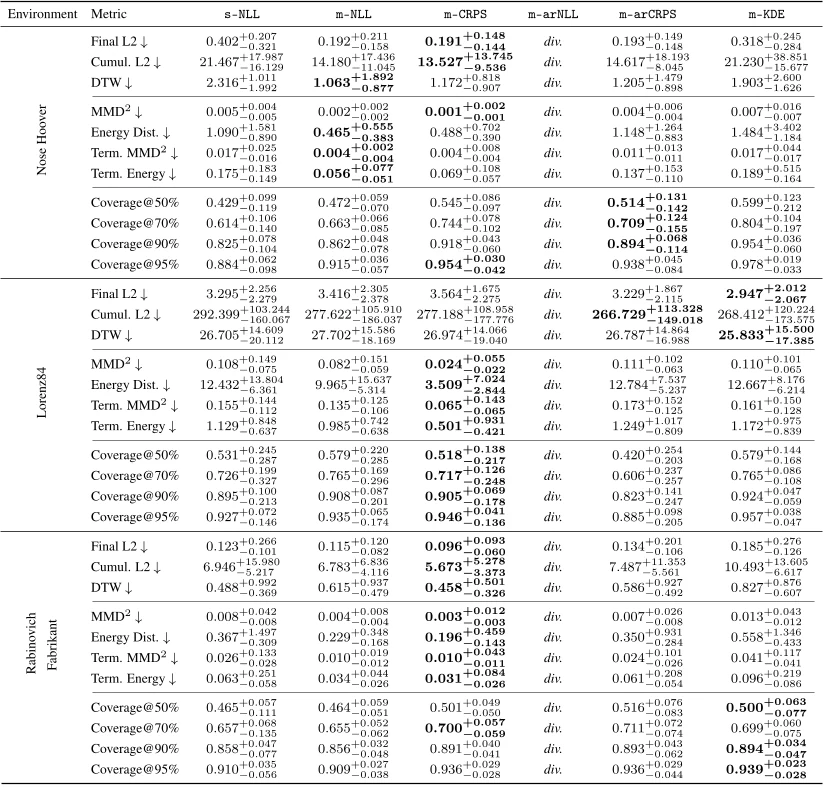 Environment Metric s-NLL m-NLL m-CRPS m-arNLL m-arCRPS m-KDE
Nose Hoover
Final L2 ↓ 0.402 +0.207 −0.321 0.192 +0.211 −0.158 0.191 +0.148 −0.144 div. 0.193 +0.149 −0.148 0.318 +0.245 −0.284
Cumul. L2 ↓ 21.467 +17.987 −16.129 14.180 +17.436 −11.045 13.527 +13.745 −9.536 div. 14.617 +18.193 −8.045 21.230 +38.851 −15.677
DTW ↓ 2.316 +1.011 −1.992 1.063 +1.892 −0.877 1.172 +0.818 −0.907 div. 1.205 +1.479 −0.898 1.903 +2.600 −1.626
MMD² ↓ 0.005 +0.004 −0.005 0.002 +0.002 −0.002 0.001 +0.002 −0.001 div. 0.004 +0.006 −0.004 0.007 +0.016 −0.007
Energy Dist. ↓ 1.090 +1.581 −0.890 0.465 +0.555 −0.383 0.488 +0.702 −0.390 div. 1.148 +1.264 −0.883 1.484 +3.402 −1.184
Term. MMD² ↓ 0.017 +0.025 −0.016 0.004 +0.002 −0.004 0.004 +0.008 −0.004 div. 0.011 +0.013 −0.011 0.017 +0.044 −0.017
Term. Energy ↓ 0.175 +0.183 −0.149 0.056 +0.077 −0.051 0.069 +0.108 −0.057 div. 0.137 +0.153 −0.110 0.189 +0.515 −0.164
Coverage@50% 0.429 +0.099 −0.119 0.472 +0.059 −0.070 0.545 +0.086 −0.097 div. 0.514 +0.131 −0.142 0.599 +0.123 −0.212
Coverage@70% 0.614 +0.106 −0.140 0.663 +0.066 −0.085 0.744 +0.078 −0.102 div. 0.709 +0.124 −0.155 0.804 +0.104 −0.197
Coverage@90% 0.825 +0.078 −0.104 0.862 +0.048 −0.078 0.918 +0.043 −0.060 div. 0.894 +0.068 −0.114 0.954 +0.036 −0.060
Coverage@95% 0.884 +0.062 −0.098 0.915 +0.036 −0.057 0.954 +0.030 −0.042 div. 0.938 +0.045 −0.084 0.978 +0.019 −0.033
Lorenz84
Final L2 ↓ 3.295 +2.256 −2.279 3.416 +2.305 −2.378 3.564 +1.675 −2.275 div. 3.229 +1.867 −2.115 2.947 +2.012 −2.067
Cumul. L2 ↓ 292.399 +103.244 −160.067 277.622 +105.910 −186.037 277.188 +108.958 −177.776 div. 266.729 +113.328 −149.018 268.412 +120.224 −173.575
DTW ↓ 26.705 +14.609 −20.112 27.702 +15.586 −18.169 26.974 +14.066 −19.040 div. 26.787 +14.864 −16.988 25.833 +15.500 −17.385
MMD² ↓ 0.108 +0.149 −0.075 0.082 +0.151 −0.059 0.024 +0.055 −0.022 div. 0.111 +0.102 −0.063 0.110 +0.101 −0.065
Energy Dist. ↓ 12.432 +13.804 −6.361 9.965 +15.637 −5.314 3.509 +7.024 −2.844 div. 12.784 +7.537 −5.237 12.667 +8.176 −6.214
Term. MMD² ↓ 0.155 +0.144 −0.112 0.135 +0.125 −0.106 0.065 +0.143 −0.065 div. 0.173 +0.152 −0.125 0.161 +0.150 −0.128
Term. Energy ↓ 1.129 +0.848 −0.637 0.985 +0.742 −0.638 0.501 +0.931 −0.421 div. 1.249 +1.017 −0.809 1.172 +0.975 −0.839
Coverage@50% 0.531 +0.245 −0.287 0.579 +0.220 −0.285 0.518 +0.138 −0.217 div. 0.420 +0.254 −0.203 0.579 +0.144 −0.168
Coverage@70% 0.726 +0.199 −0.327 0.765 +0.169 −0.296 0.717 +0.126 −0.248 div. 0.606 +0.237 −0.257 0.765 +0.086 −0.108
Coverage@90% 0.895 +0.100 −0.213 0.908 +0.087 −0.201 0.905 +0.069 −0.178 div. 0.823 +0.141 −0.247 0.924 +0.047 −0.059
Coverage@95% 0.927 +0.072 −0.146 0.935 +0.065 −0.174 0.946 +0.041 −0.136 div. 0.885 +0.098 −0.205 0.957 +0.038 −0.047
Rabinovich
Fabrikant
Final L2 ↓ 0.123 +0.266 −0.101 0.115 +0.120 −0.082 0.096 +0.093 −0.060 div. 0.134 +0.201 −0.106 0.185 +0.276 −0.126
Cumul. L2 ↓ 6.946 +15.980 −5.217 6.783 +6.836 −4.116 5.673 +5.278 −3.373 div. 7.487 +11.353 −5.561 10.493 +13.605 −6.617
DTW ↓ 0.488 +0.992 −0.369 0.615 +0.937 −0.479 0.458 +0.501 −0.326 div. 0.586 +0.927 −0.492 0.827 +0.876 −0.607
MMD² ↓ 0.008 +0.042 −0.008 0.004 +0.008 −0.004 0.003 +0.012 −0.003 div. 0.007 +0.026 −0.008 0.013 +0.043 −0.012
Energy Dist. ↓ 0.367 +1.497 −0.309 0.229 +0.348 −0.168 0.196 +0.459 −0.143 div. 0.350 +0.931 −0.284 0.558 +1.346 −0.433
Term. MMD² ↓ 0.026 +0.133 −0.028 0.010 +0.019 −0.012 0.010 +0.043 −0.011 div. 0.024 +0.101 −0.026 0.041 +0.117 −0.041
Term. Energy ↓ 0.063 +0.251 −0.058 0.034 +0.044 −0.026 0.031 +0.084 −0.026 div. 0.061 +0.208 −0.054 0.096 +0.219 −0.086
Coverage@50% 0.465 +0.057 −0.111 0.464 +0.059 −0.051 0.501 +0.049 −0.050 div. 0.516 +0.076 −0.083 0.500 +0.063 −0.077
Coverage@70% 0.657 +0.068 −0.135 0.655 +0.052 −0.062 0.700 +0.057 −0.059 div. 0.711 +0.072 −0.074 0.699 +0.060 −0.075
Coverage@90% 0.858 +0.047 −0.077 0.856 +0.032 −0.048 0.891 +0.040 −0.041 div. 0.893 +0.043 −0.062 0.894 +0.034 −0.047
Coverage@95% 0.910 +0.035 −0.056 0.909 +0.027 −0.038 0.936 +0.029 −0.028 div. 0.936 +0.029 −0.044 0.939 +0.023 −0.028